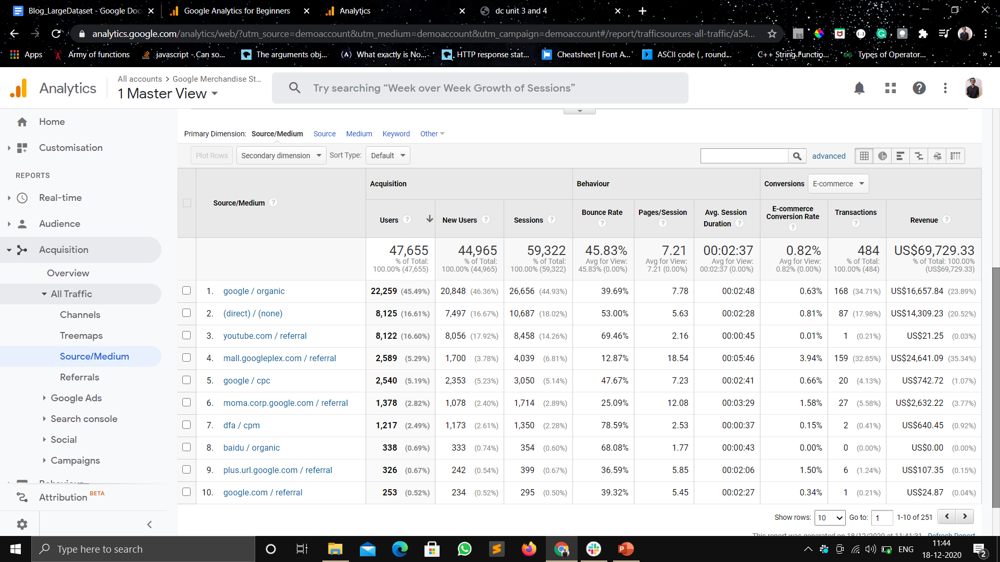 Blog_LargeDataset - Google Doc
Google Analytics for Beginners
Analytics
dc unit 3 and 4
analytics.google.com/analytics/web/?utm_source=demoaccount&utm_medium=demoaccount&utm_campaign=demoaccount#/report/trafficsources-all-traffic/a54...
Apps
Army of functions
javascript - Can so...
The arguments obj...
What exactly is No...
HTTP response stat...
Cheatsheet | Font A...
ASCII code ( , round...
C++ String Functio...
Types of Operator...
»
Analytics
All accounts > Google Merchandise St...
1 Master View
Try searching “Week over Week Growth of Sessions”
Home
Customisation
REPORTS
Real-time
Audience
Acquisition
Overview
All Traffic
Channels
Treemaps
Source/Medium
Referrals
Google Ads
Search console
Social
Campaigns
Behaviour
Attribution BETA
Primary Dimension: Source/Medium Source Medium Keyword Other
Plot Rows Secondary dimension Sort Type: Default advanced
Source/Medium ?
Acquisition
Behaviour
Conversions E-commerce
Users ? New Users ? Sessions ? Bounce Rate ? Pages/Session ? Avg. Session Duration ? E-commerce Conversion Rate ? Transactions ? Revenue ?
47,655 44,965 59,322 45.83% 7.21 00:02:37 0.82% 484 US$69,729.33
% of Total: % of Total: % of Total: Avg for View: Avg for View: Avg for View: Avg for View: % of Total: % of Total: 100.00%
100.00% (47,655) 100.00% (44,965) 100.00% (59,322) 45.83% (0.00%) 7.21 (0.00%) 00:02:37 (0.00%) 0.82% (0.00%) 100.00% (484) (US$69,729.33)
1. google / organic 22,259 (45.49%) 20,848 (46.36%) 26,656 (44.93%) 39.69% 7.78 00:02:48 0.63% 168 (34.71%) US$16,657.84 (23.89%)
2. (direct) / (none) 8,125 (16.61%) 7,497 (16.67%) 10,687 (18.02%) 53.00% 5.63 00:02:28 0.81% 87 (17.98%) US$14,309.23 (20.52%)
3. youtube.com / referral 8,122 (16.60%) 8,056 (17.92%) 8,458 (14.26%) 69.46% 2.16 00:00:45 0.01% 1 (0.21%) US$21.25 (0.03%)
4. mall.googleplex.com / referral 2,589 (5.29%) 1,700 (3.78%) 4,039 (6.81%) 12.87% 18.54 00:05:46 3.94% 159 (32.85%) US$24,641.09 (35.34%)
5. google / cpc 2,540 (5.19%) 2,353 (5.23%) 3,050 (5.14%) 47.67% 7.23 00:02:41 0.66% 20 (4.13%) US$742.72 (1.07%)
6. moma.corp.google.com / referral 1,378 (2.82%) 1,078 (2.40%) 1,714 (2.89%) 25.09% 12.08 00:03:29 1.58% 27 (5.58%) US$2,632.22 (3.77%)
7. dfa / cpm 1,217 (2.49%) 1,173 (2.61%) 1,350 (2.28%) 78.59% 2.53 00:00:37 0.15% 2 (0.41%) US$640.45 (0.92%)
8. baidu / organic 338 (0.69%) 333 (0.74%) 354 (0.60%) 68.08% 1.77 00:00:43 0.00% 0 (0.00%) US$0.00 (0.00%)
9. plus.url.google.com / referral 326 (0.67%) 242 (0.54%) 399 (0.67%) 36.59% 5.85 00:02:06 1.50% 6 (1.24%) US$107.35 (0.15%)
10. google.com / referral 253 (0.52%) 234 (0.52%) 295 (0.50%) 39.32% 5.45 00:02:27 0.34% 1 (0.21%) US$24.87 (0.04%)
Show rows: 10 Go to: 1 1-10 of 251
This report was generated on 18/12/2020 at 11:41:31 - Refresh Report
Type here to search
ENG
11:44
18-12-2020
2